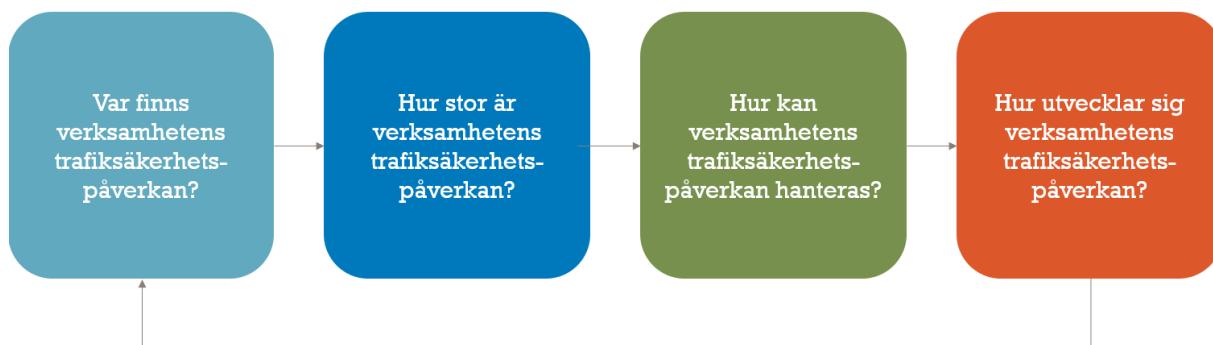 Var finns
verksamhetens
trafiksäkerhets-
påverkan?
Hur stor är
verksamhetens
trafiksäkerhets-
påverkan?
Hur kan
verksamhetens
trafiksäkerhets-
påverkan hanteras?
Hur utvecklar sig
verksamhetens
trafiksäkerhets-
påverkan?